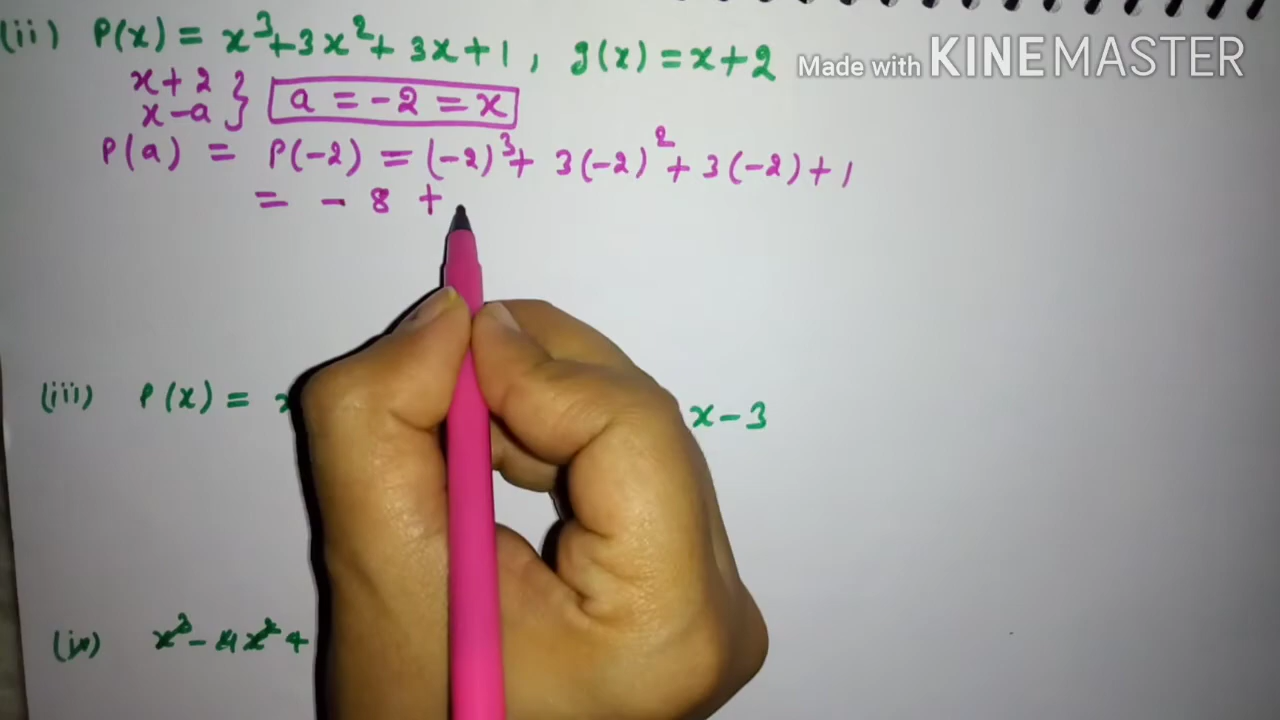 (ii) P(x) = x³+3x²+ 3x+1, g(x)=x+2
Made with KINEMASTER
x+2
x-a } a = -2 = x
P(a) = P(-2) = (-2)³+ 3(-2)²+ 3(-2)+1
= - 8 +
(iii) P(x) = x-3
(iv) x³-4x²+